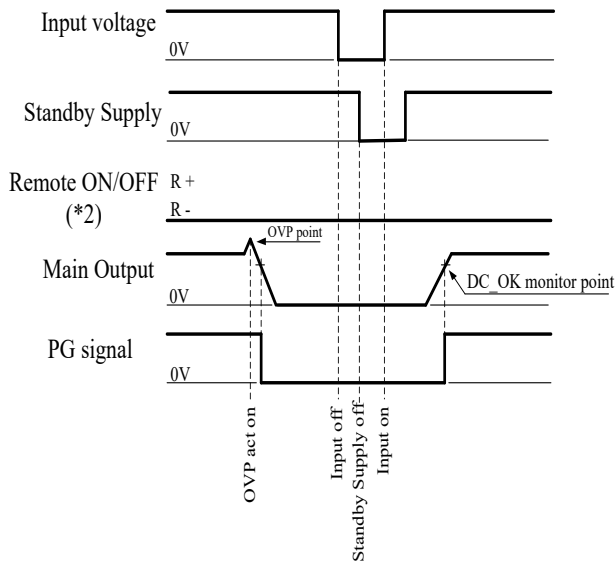 Input voltage
0V
Standby Supply
0V
Remote ON/OFF
(*2)
R +
R -
OVP point
Main Output
DC_OK monitor point
0V
PG signal
0V
OVP act on
Input off
Standby Supply off
Input on